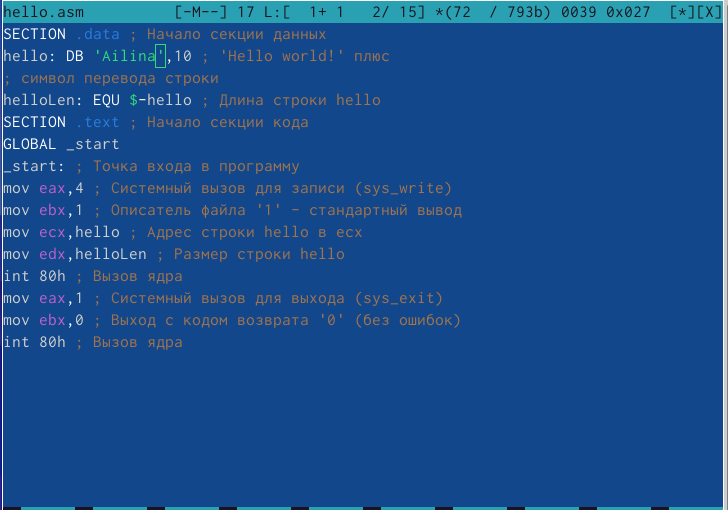 hello.asm [-M--] 17 L:[ 1+ 1 2/ 15] *(72 / 793b) 0039 0x027 [*][X]
SECTION .data ; Начало секции данных
hello: DB 'Ailina',10 ; 'Hello world!' плюс
; символ перевода строки
helloLen: EQU $-hello ; Длина строки hello
SECTION .text ; Начало секции кода
GLOBAL _start
_start: ; Точка входа в программу
mov eax,4 ; Системный вызов для записи (sys_write)
mov ebx,1 ; Описатель файла '1' - стандартный вывод
mov ecx,hello ; Адрес строки hello в ecx
mov edx,helloLen ; Размер строки hello
int 80h ; Вызов ядра
mov eax,1 ; Системный вызов для выхода (sys_exit)
mov ebx,0 ; Выход с кодом возврата '0' (без ошибок)
int 80h ; Вызов ядра